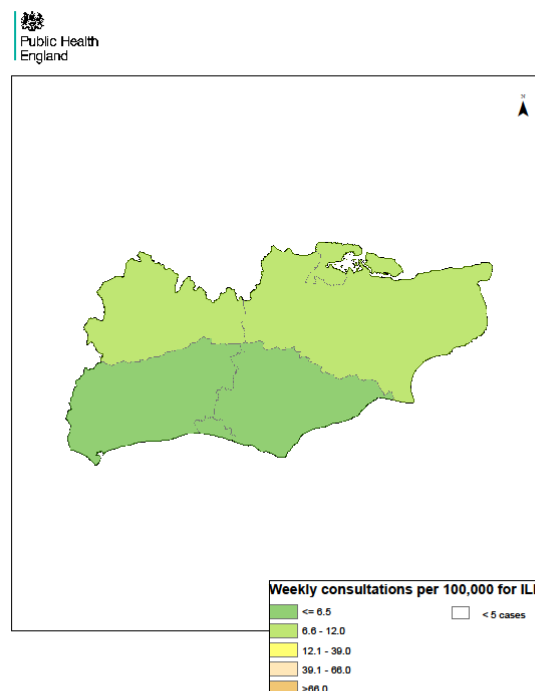 Public Health
England
N
Weekly consultations per 100,000 for ILI
<= 6.5
< 5 cases
6.6 - 12.0
12.1 - 39.0
39.1 - 66.0
>66.0